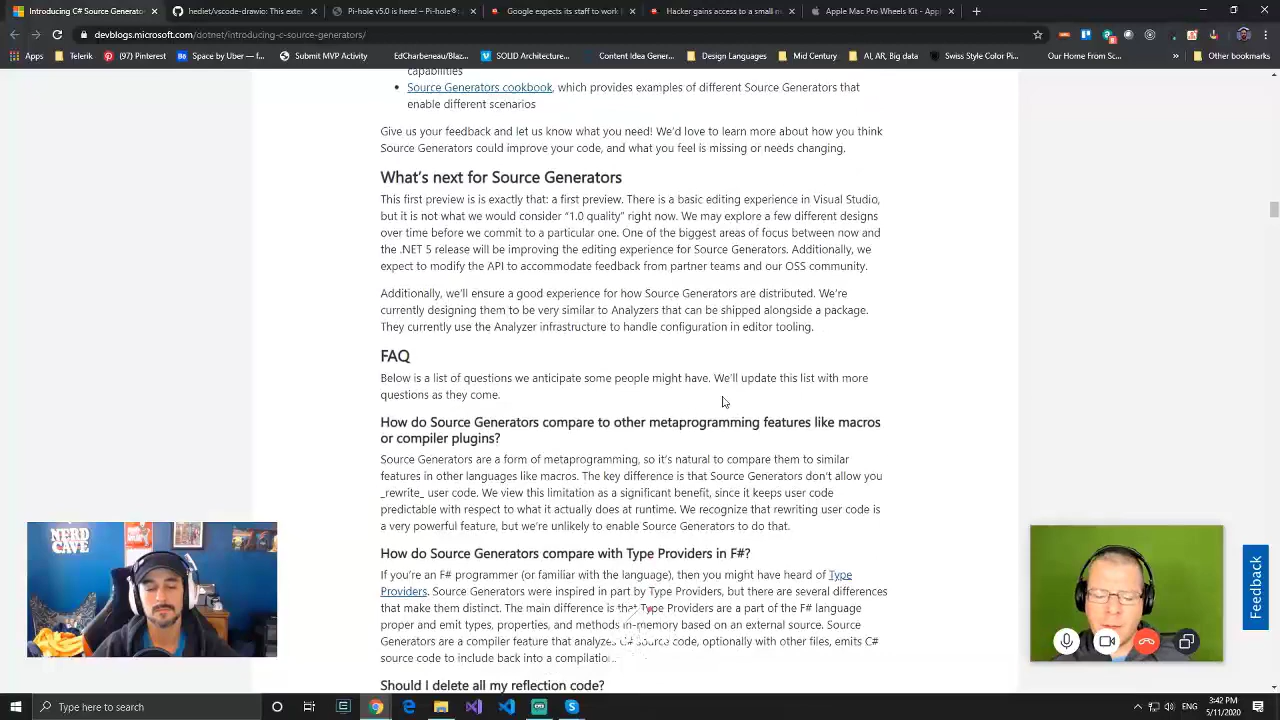 Introducing C# Source Generator
hediet/vscode-drawio: This exten
Pi-hole v5.0 is here! – Pi-hole®
Google expects its staff to work
Hacker gains access to a small n
Apple Mac Pro Wheels Kit - Appl
devblogs.microsoft.com/dotnet/introducing-c-source-generators/
Apps
Telerik
(97) Pinterest
Space by Uber — f...
Submit MVP Activity
EdCharbeneau/Blaz...
SOLID Architecture...
Content Idea Gener...
Design Languages
Mid Century
AI, AR, Big data
Swiss Style Color Pi...
Our Home From Sc...
Other bookmarks
capabilities
• Source Generators cookbook, which provides examples of different Source Generators that
enable different scenarios
Give us your feedback and let us know what you need! We'd love to learn more about how you think
Source Generators could improve your code, and what you feel is missing or needs changing.
What's next for Source Generators
This first preview is is exactly that: a first preview. There is a basic editing experience in Visual Studio,
but it is not what we would consider “1.0 quality” right now. We may explore a few different designs
over time before we commit to a particular one. One of the biggest areas of focus between now and
the .NET 5 release will be improving the editing experience for Source Generators. Additionally, we
expect to modify the API to accommodate feedback from partner teams and our OSS community.
Additionally, we'll ensure a good experience for how Source Generators are distributed. We're
currently designing them to be very similar to Analyzers that can be shipped alongside a package.
They currently use the Analyzer infrastructure to handle configuration in editor tooling.
FAQ
Below is a list of questions we anticipate some people might have. We'll update this list with more
questions as they come.
How do Source Generators compare to other metaprogramming features like macros
or compiler plugins?
Source Generators are a form of metaprogramming, so it's natural to compare them to similar
features in other languages like macros. The key difference is that Source Generators don't allow you
_rewrite_ user code. We view this limitation as a significant benefit, since it keeps user code
predictable with respect to what it actually does at runtime. We recognize that rewriting user code is
a very powerful feature, but we're unlikely to enable Source Generators to do that.
How do Source Generators compare with Type Providers in F#?
If you're an F# programmer (or familiar with the language), then you might have heard of Type
Providers. Source Generators were inspired in part by Type Providers, but there are several differences
that make them distinct. The main difference is that Type Providers are a part of the F# language
proper and emit types, properties, and methods in-memory based on an external source. Source
Generators are a compiler feature that analyzes C# source code, optionally with other files, emits C#
source code to include back into a compilation.
Should I delete all my reflection code?
NERD
CAVE
Feedback
Type here to search
3:42 PM
5/11/2020